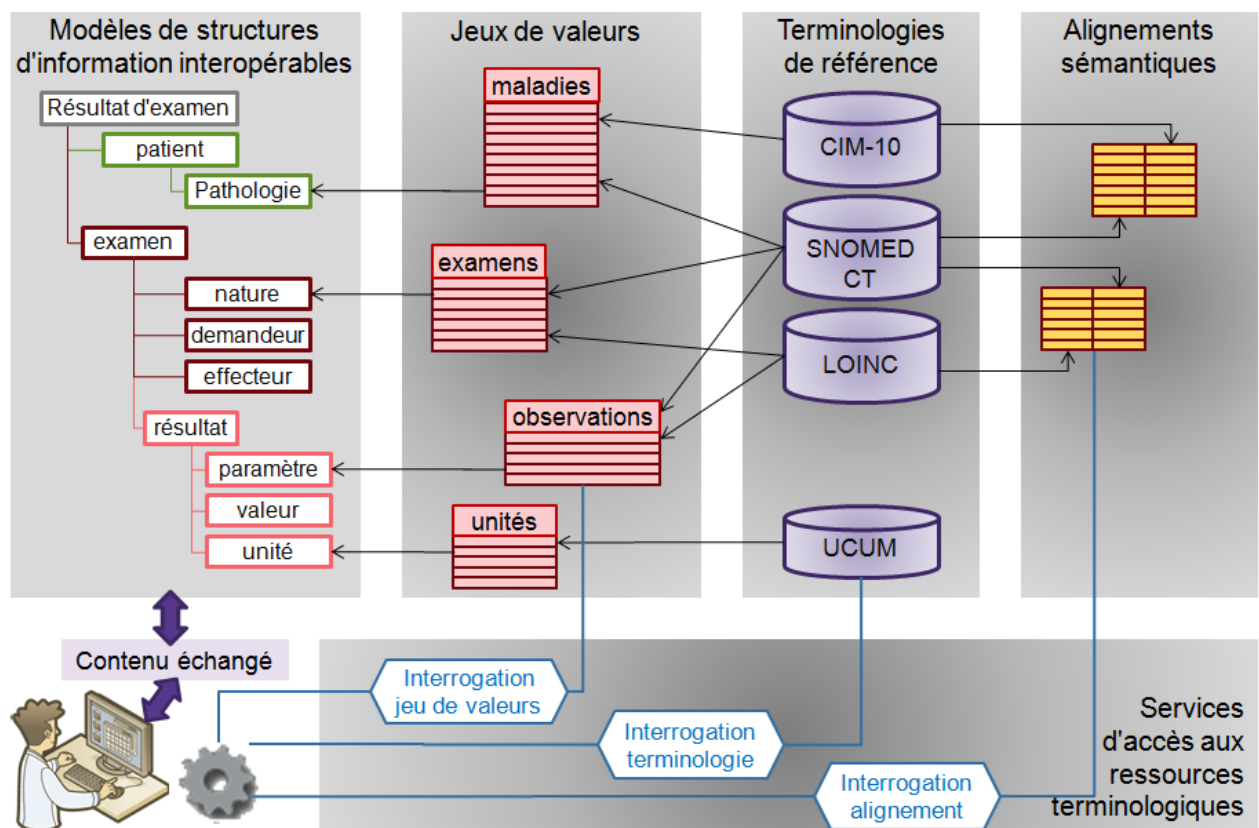 Modèles de structures
d'information interopérables
Résultat d'examen
patient
Pathologie
examen
nature
demandeur
effecteur
résultat
paramètre
valeur
unité
Jeux de valeurs
maladies
examens
observations
unités
Terminologies
de référence
CIM-10
SNOMED
CT
LOINC
UCUM
Alignements
sémantiques
Contenu échangé
Interrogation
jeu de valeurs
Interrogation
terminologie
Interrogation
alignement
Services
d'accès aux
ressources
terminologiques